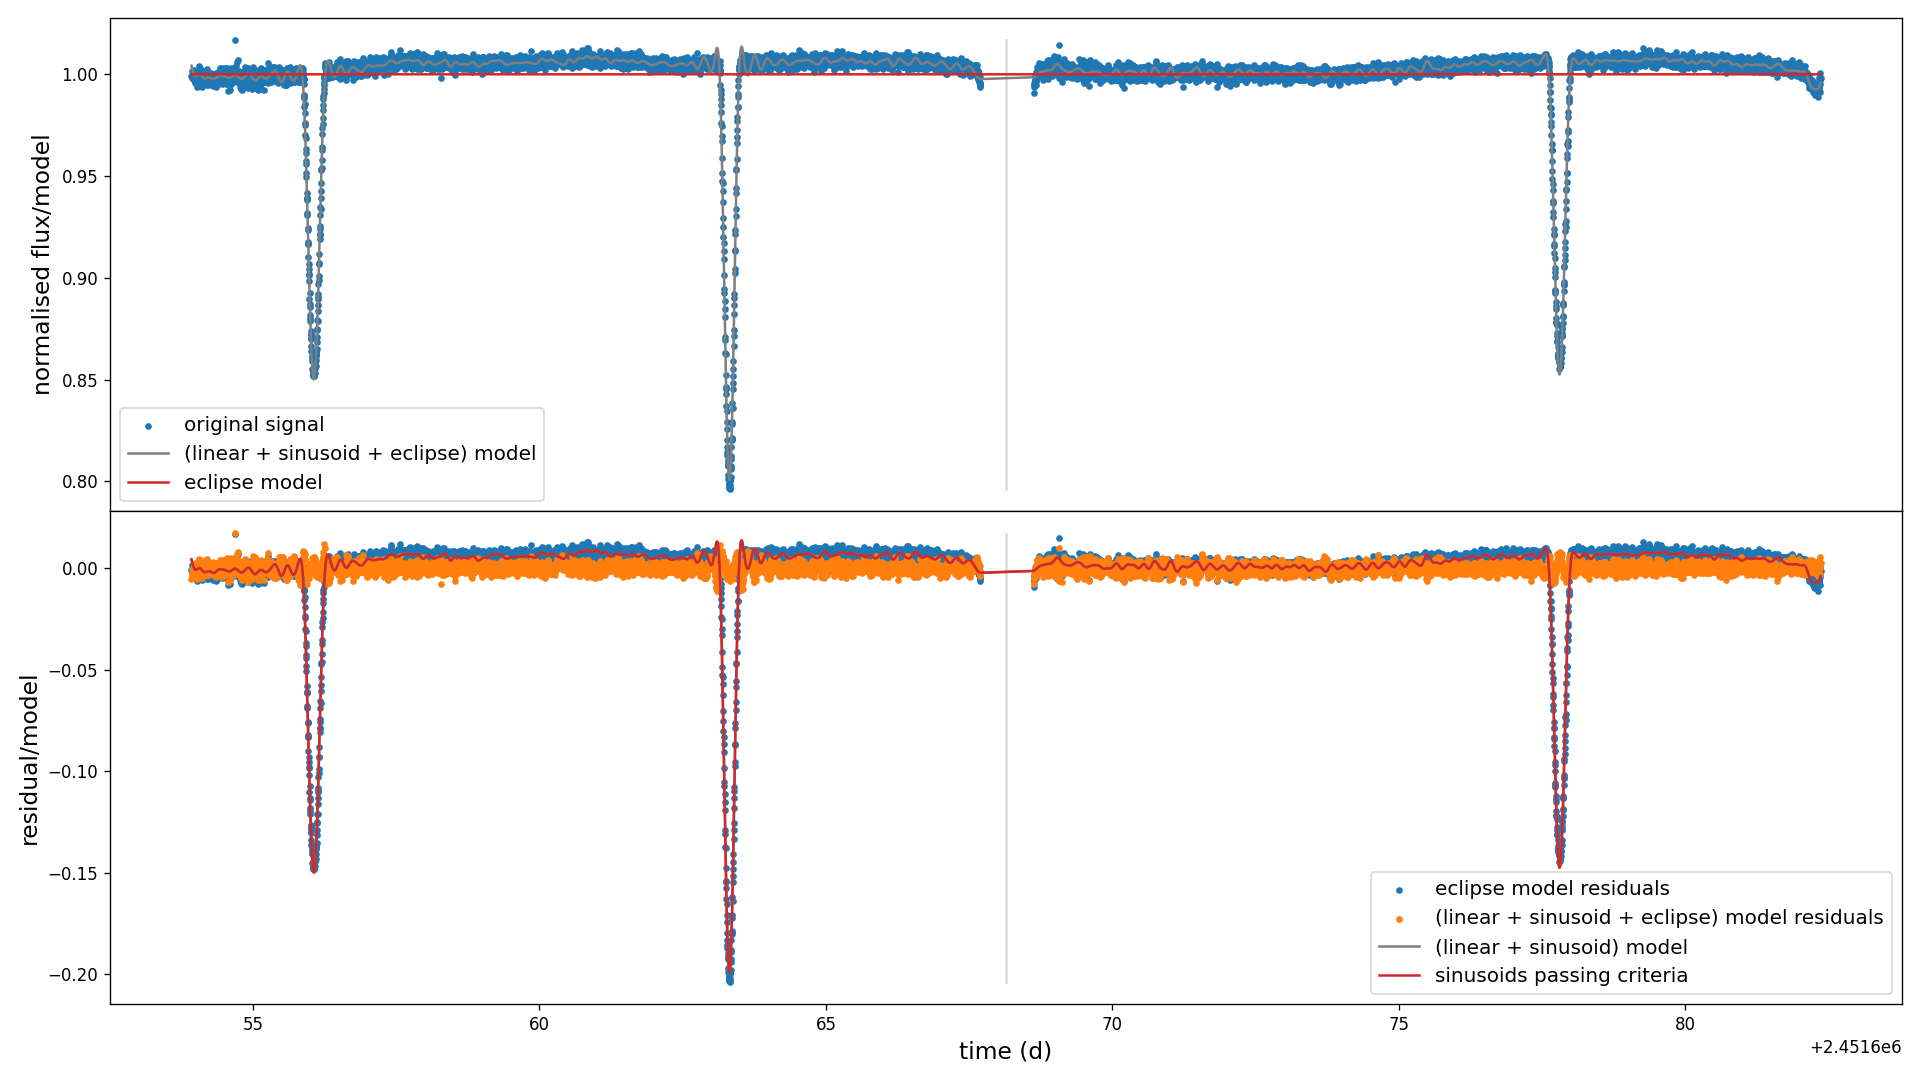 normalised flux/model
1.00
0.95
0.90
0.85
0.80
original signal
(linear + sinusoid + eclipse) model
eclipse model
residual/model
0.00
−0.05
−0.10
−0.15
−0.20
eclipse model residuals
(linear + sinusoid + eclipse) model residuals
(linear + sinusoid) model
sinusoids passing criteria
55
60
65
70
75
80
time (d)
+2.4516e6